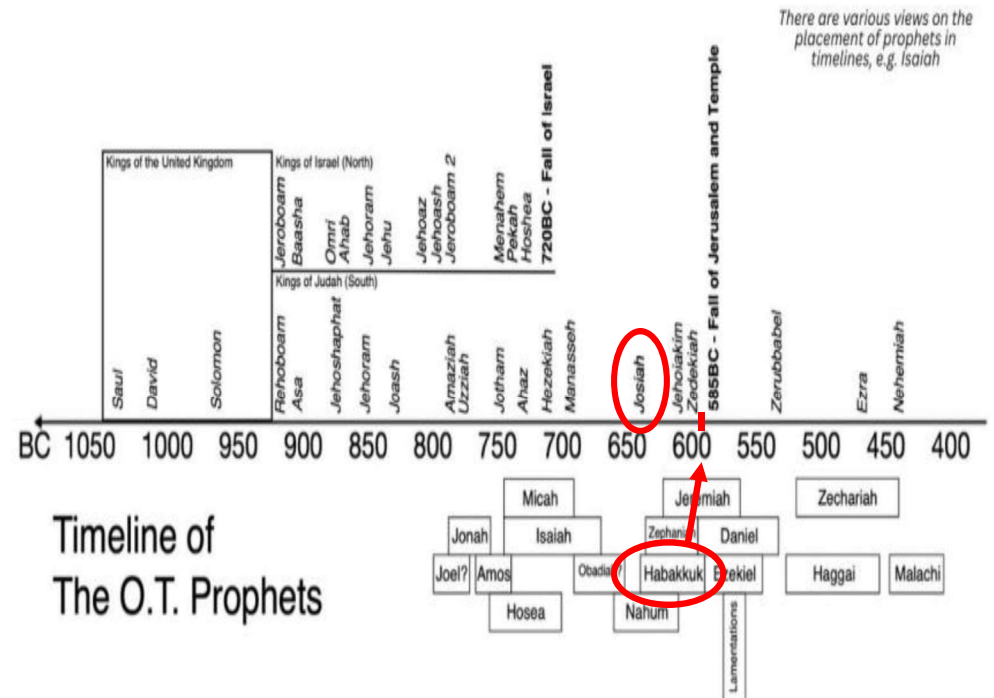 There are various views on the
placement of prophets in
timelines, e.g. Isaiah
Kings of the United Kingdom
Kings of Israel (North)
Jeroboam
Baasha
Omri
Ahab
Jehoram
Jehu
Jehoaz
Jehoash
Jeroboam 2
Menahem
Pekah
Hoshea
720BC - Fall of Israel
Kings of Judah (South)
Saul
David
Solomon
Rehoboam
Asa
Jehoshaphat
Jehoram
Joash
Amaziah
Uzziah
Jotham
Ahaz
Hezekiah
Manasseh
Josiah
Jehoiakim
Zedekiah
585BC - Fall of Jerusalem and Temple
Zerubbabel
Ezra
Nehemiah
BC 1050 1000 950 900 850 800 750 700 650 600 550 500 450 400
Micah Jeremiah Zechariah
Jonah Isaiah Zephaniah Daniel
Joel? Amos Obadiah? Habakkuk Ezekiel Haggai Malachi
Hosea Nahum
Lamentations
Timeline of
The O.T. Prophets